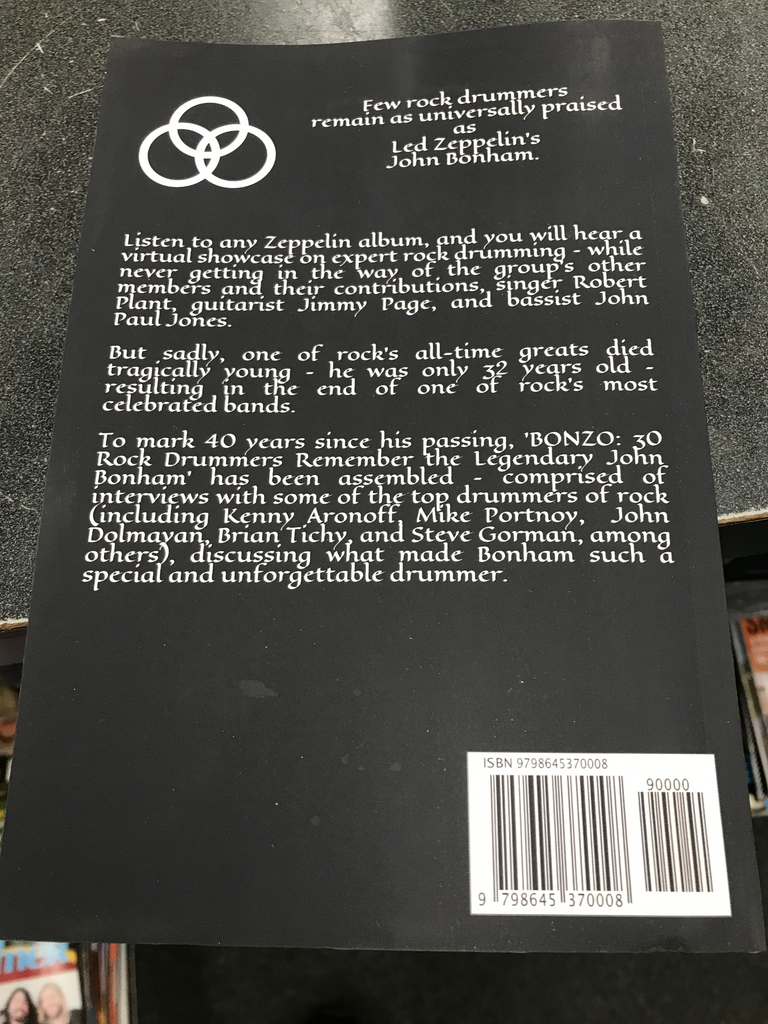 Few rock drummers
remain as universally praised
as
Led Zeppelin's
John Bonham.
Listen to any Zeppelin album, and you will hear a
virtual showcase on expert rock drumming - while
never getting in the way of the group's other
members and their contributions, singer Robert
Plant, guitarist Jimmy Page, and bassist John
Paul Jones.
But sadly, one of rock's all-time greats died
tragically young - he was only 32 years old -
resulting in the end of one of rock's most
celebrated bands.
To mark 40 years since his passing, 'BONZO: 30
Rock Drummers Remember the Legendary John
Bonham' has been assembled - comprised of
interviews with some of the top drummers of rock
(including Kenny Aronoff, Mike Portnoy, John
Dolmayan, Brian Tichy, and Steve Gorman, among
others), discussing what made Bonham such a
special and unforgettable drummer.
ISBN 9798645370008
90000
9 798645 370008